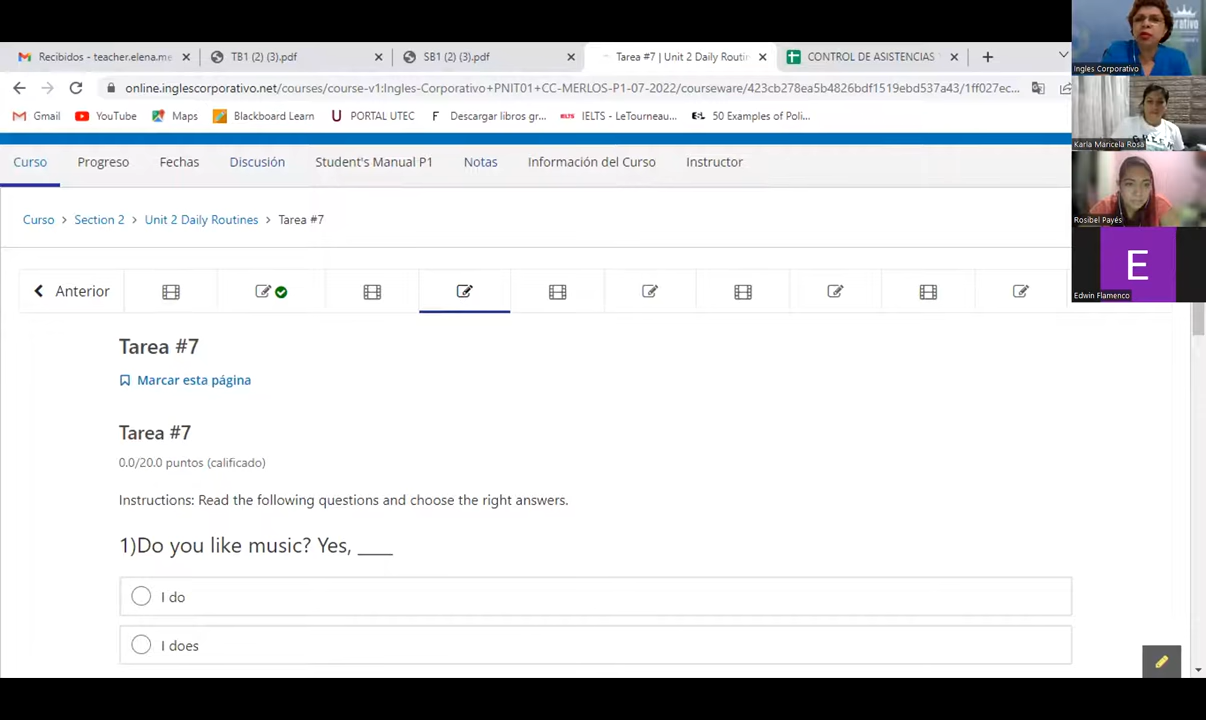 Recibidos - teacher.elena.me
TB1 (2) (3).pdf
SB1 (2) (3).pdf
Tarea #7 | Unit 2 Daily Routin
CONTROL DE ASISTENCIAS
online.inglescorporativo.net/courses/course-v1:Ingles-Corporativo+PNIT01+CC-MERLOS-P1-07-2022/courseware/423cb278ea5b4826bdf1519ebd537a43/1ff027ec...
Gmail
YouTube
Maps
Blackboard Learn
PORTAL UTEC
Descargar libros gr...
IELTS - LeTourneau...
50 Examples of Poli...
Ingles Corporativo
Karla Maricela Rosa
Rosibel Payés
E
Edwin Flamenco
Curso
Progreso
Fechas
Discusión
Student's Manual P1
Notas
Información del Curso
Instructor
Curso > Section 2 > Unit 2 Daily Routines > Tarea #7
Anterior
Tarea #7
Marcar esta página
Tarea #7
0.0/20.0 puntos (calificado)
Instructions: Read the following questions and choose the right answers.
1)Do you like music? Yes, ____
I do
I does